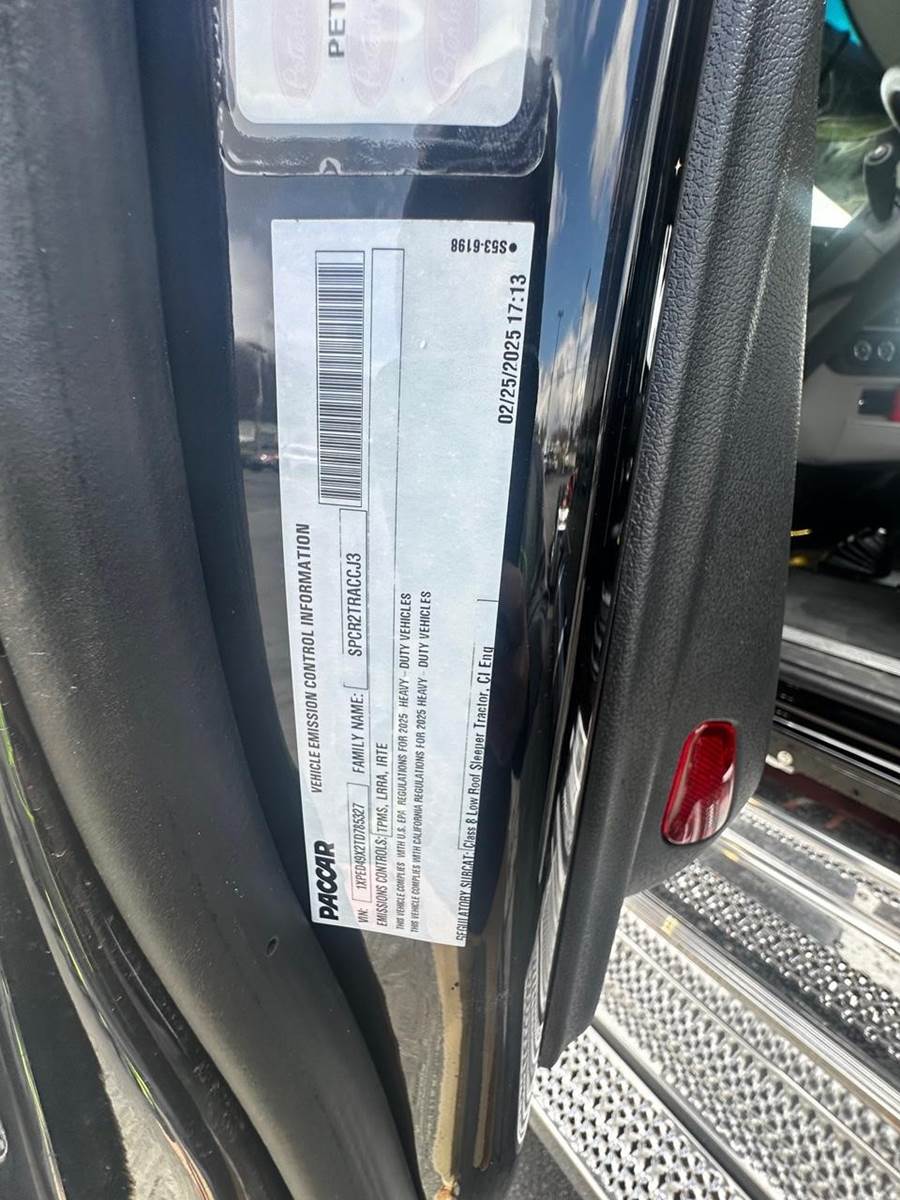 PET
PACCAR
VEHICLE EMISSION CONTROL INFORMATION
VIN: 1XPED49X2TD785327 FAMILY NAME: SPCR2TRACCJ3
EMISSIONS CONTROLS: TPMS, LRRA, IRTE
THIS VEHICLE COMPLIES WITH U.S. EPA REGULATIONS FOR 2025 HEAVY - DUTY VEHICLES
THIS VEHICLE COMPLIES WITH CALIFORNIA REGULATIONS FOR 2025 HEAVY - DUTY VEHICLES
REGULATORY SUBCAT: Class 8 Low Roof Sleeper Tractor, CI Eng
02/25/2025 17:13
●S53-6198